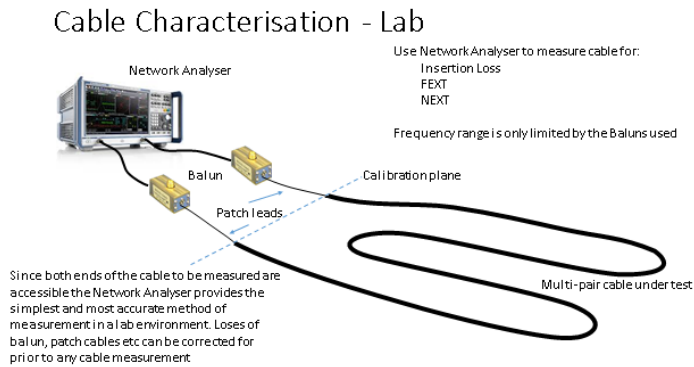 Cable Characterisation - Lab
Use Network Analyser to measure cable for:
Insertion Loss
FEXT
NEXT
Frequency range is only limited by the Baluns used
Network Analyser
Balun
Calibration plane
Patch leads
Multi-pair cable under test
Since both ends of the cable to be measured are
accessible the Network Analyser provides the
simplest and most accurate method of
measurement in a lab environment. Loses of
balun, patch cables etc can be corrected for
prior to any cable measurement